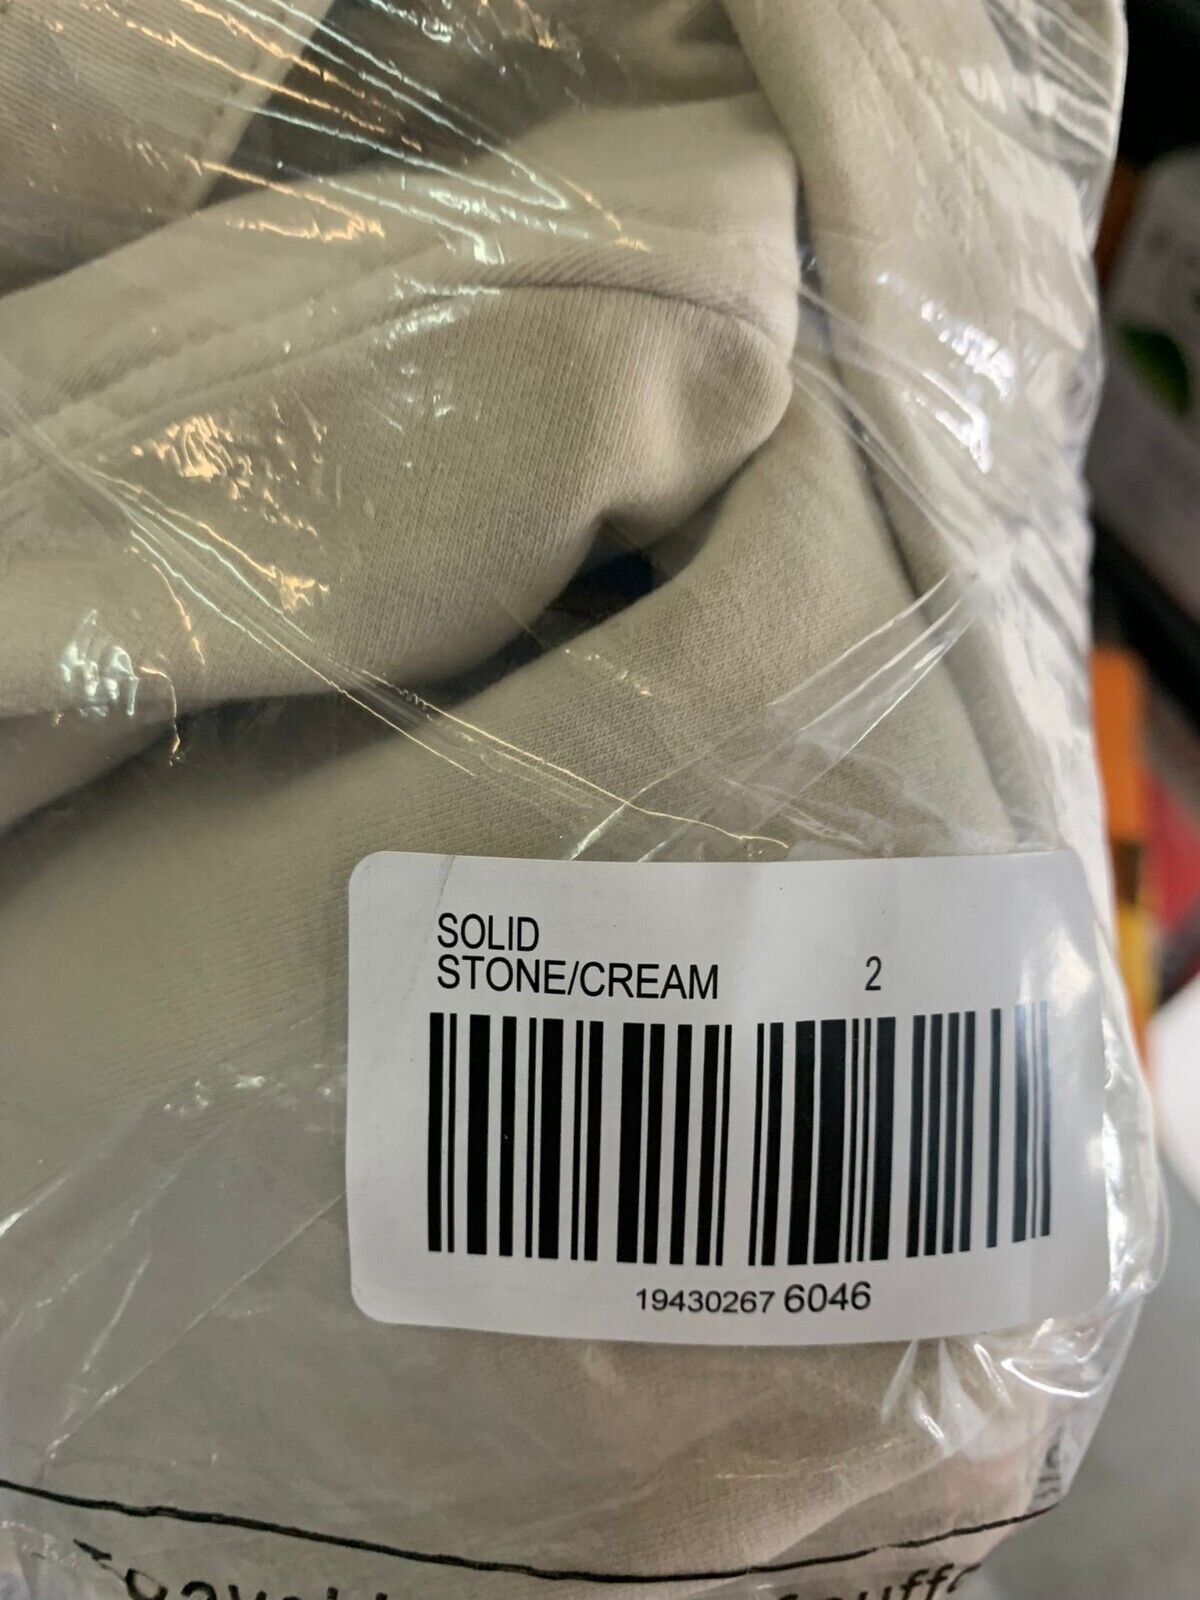 SOLID
STONE/CREAM 2
19430267 6046